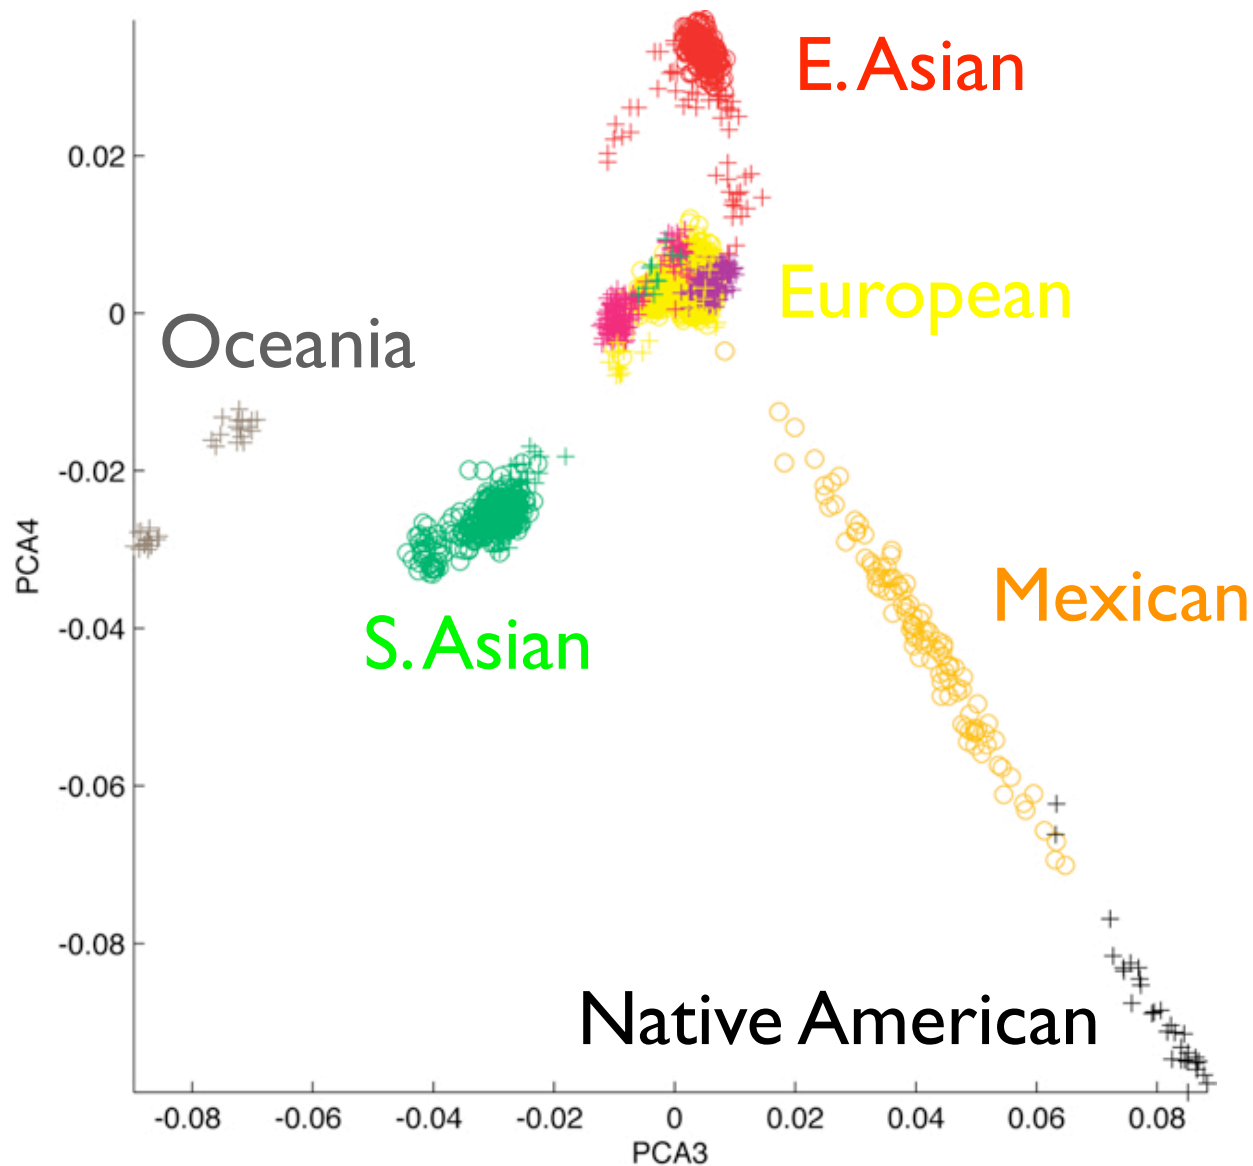 E. Asian
0.02
European
0
Oceania
-0.02
PCA4
Mexican
S. Asian
-0.04
-0.06
-0.08
Native American
-0.08 -0.06 -0.04 -0.02 0 0.02 0.04 0.06 0.08
PCA3